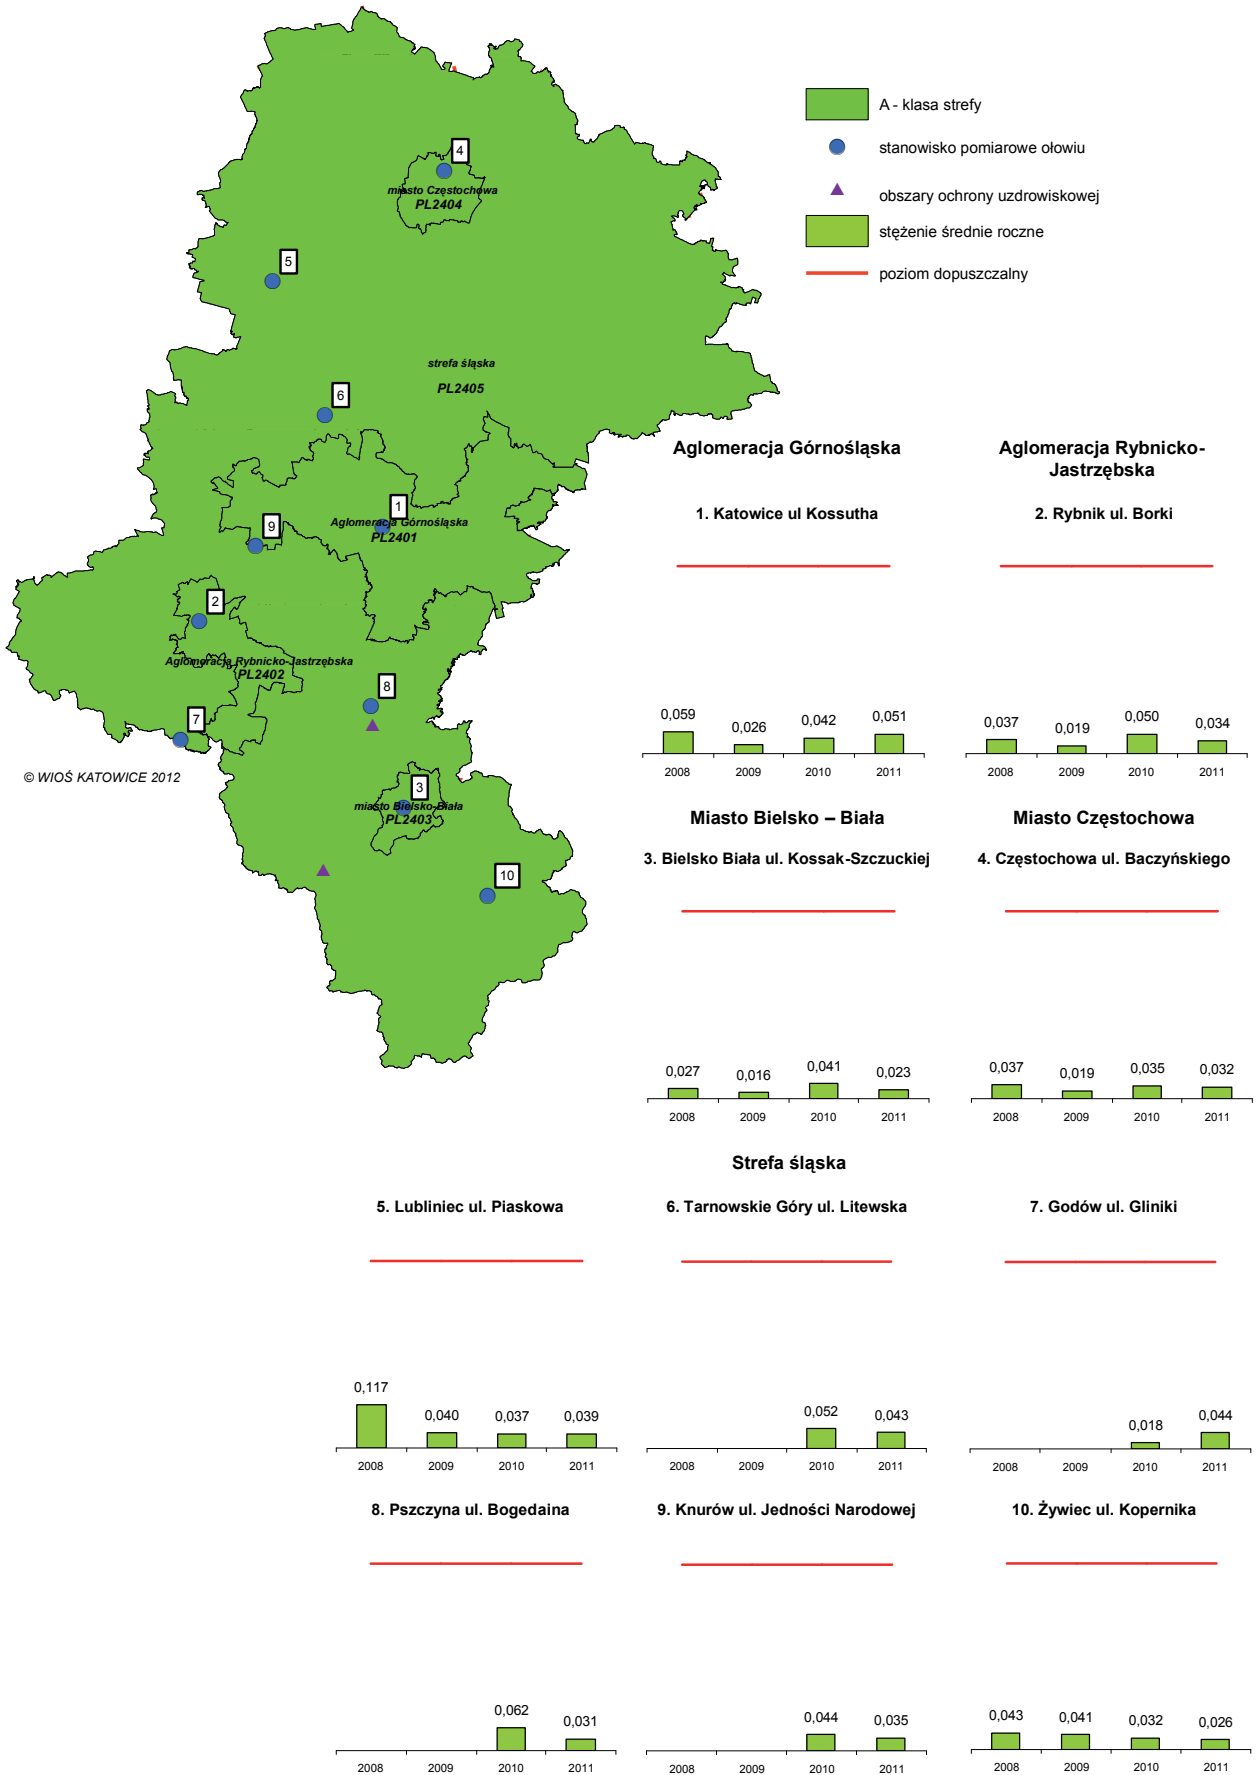 A - klasa strefy
stanowisko pomiarowe ołowiu
obszary ochrony uzdrowiskowej
stężenie średnie roczne
poziom dopuszczalny
4
miasto Częstochowa
PL2404
5
strefa śląska
PL2405
6
1
Aglomeracja Górnośląska
PL2401
9
2
Aglomeracja Rybnicko-Jastrzębska
PL2402
8
7
© WIOŚ KATOWICE 2012
3
miasto Bielsko-Biała
PL2403
10
Aglomeracja Górnośląska
1. Katowice ul Kossutha
0,059 0,026 0,042 0,051
2008 2009 2010 2011
Aglomeracja Rybnicko-
Jastrzębska
2. Rybnik ul. Borki
0,037 0,019 0,050 0,034
2008 2009 2010 2011
Miasto Bielsko – Biała
3. Bielsko Biała ul. Kossak-Szczuckiej
0,027 0,016 0,041 0,023
2008 2009 2010 2011
Miasto Częstochowa
4. Częstochowa ul. Baczyńskiego
0,037 0,019 0,035 0,032
2008 2009 2010 2011
Strefa śląska
5. Lubliniec ul. Piaskowa
0,117 0,040 0,037 0,039
2008 2009 2010 2011
6. Tarnowskie Góry ul. Litewska
0,052 0,043
2008 2009 2010 2011
7. Godów ul. Gliniki
0,018 0,044
2008 2009 2010 2011
8. Pszczyna ul. Bogedaina
0,062 0,031
2008 2009 2010 2011
9. Knurów ul. Jedności Narodowej
0,044 0,035
2008 2009 2010 2011
10. Żywiec ul. Kopernika
0,043 0,041 0,032 0,026
2008 2009 2010 2011